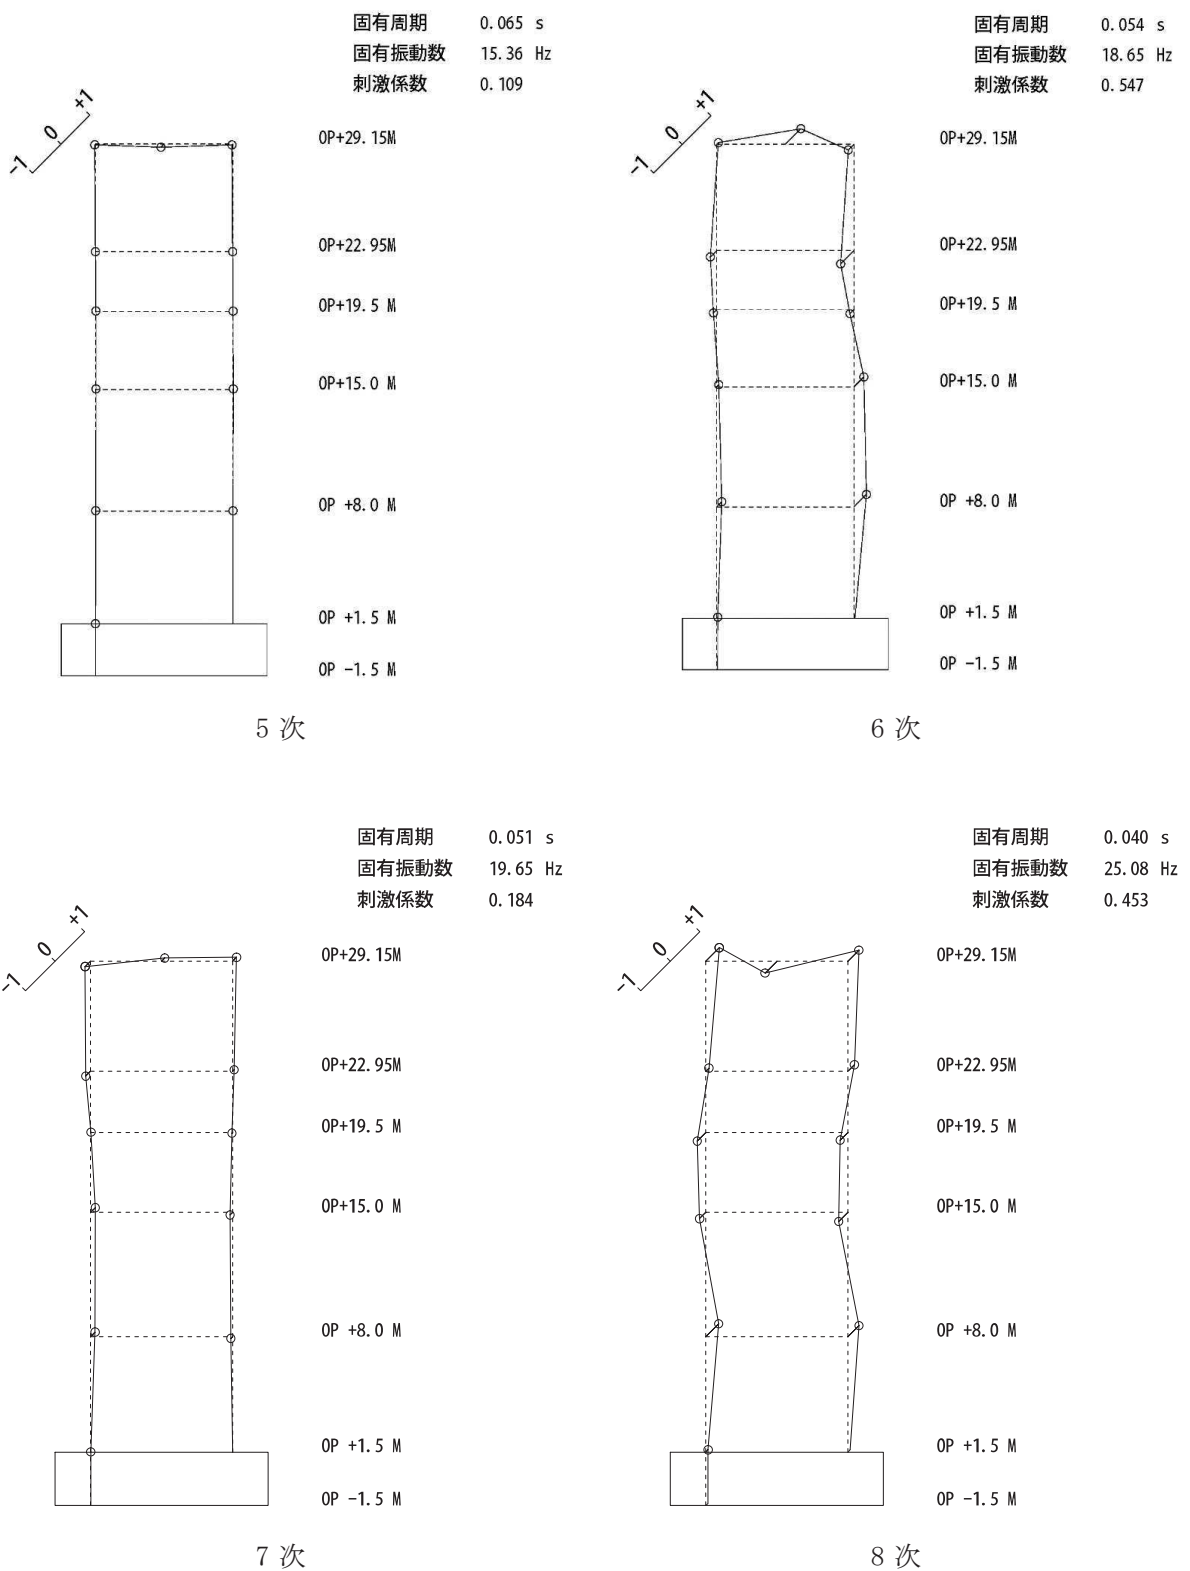 固有周期 0.065 s
固有振動数 15.36 Hz
刺激係数 0.109
+1
0
-1
OP+29.15M
OP+22.95M
OP+19.5 M
OP+15.0 M
OP +8.0 M
OP +1.5 M
OP -1.5 M
5 次
固有周期 0.054 s
固有振動数 18.65 Hz
刺激係数 0.547
+1
0
-1
OP+29.15M
OP+22.95M
OP+19.5 M
OP+15.0 M
OP +8.0 M
OP +1.5 M
OP -1.5 M
6 次
固有周期 0.051 s
固有振動数 19.65 Hz
刺激係数 0.184
+1
0
-1
OP+29.15M
OP+22.95M
OP+19.5 M
OP+15.0 M
OP +8.0 M
OP +1.5 M
OP -1.5 M
7 次
固有周期 0.040 s
固有振動数 25.08 Hz
刺激係数 0.453
+1
0
-1
OP+29.15M
OP+22.95M
OP+19.5 M
OP+15.0 M
OP +8.0 M
OP +1.5 M
OP -1.5 M
8 次